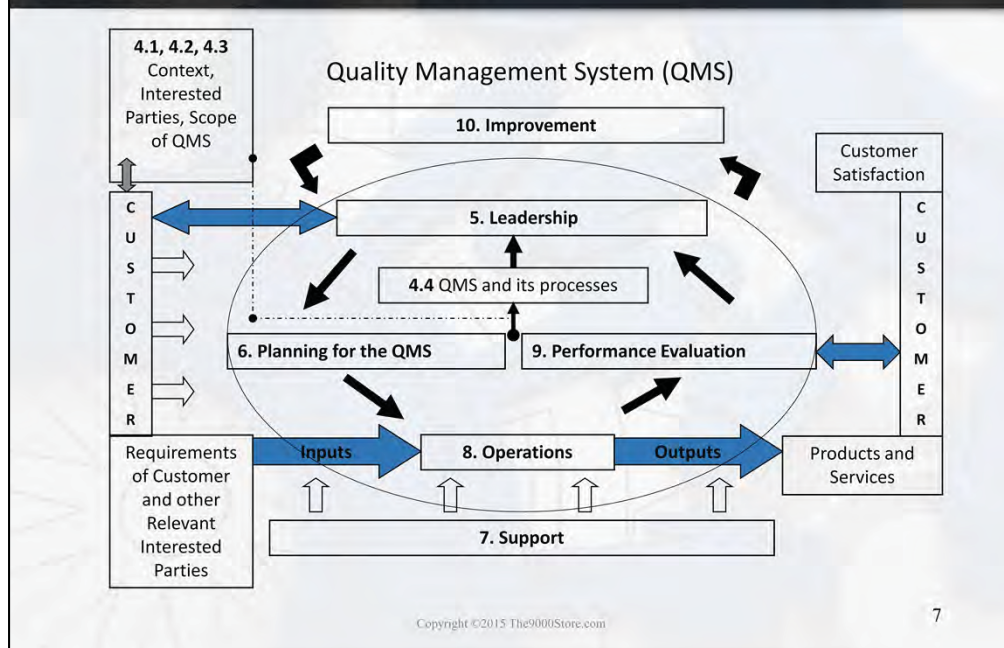 4.1, 4.2, 4.3
Context,
Interested
Parties, Scope
of QMS
Quality Management System (QMS)
10. Improvement
Customer
Satisfaction
C
U
S
T
O
M
E
R
5. Leadership
C
U
S
T
O
M
E
R
4.4 QMS and its processes
6. Planning for the QMS
9. Performance Evaluation
Requirements
of Customer
and other
Relevant
Interested
Parties
Inputs
8. Operations
Outputs
Products and
Services
7. Support
Copyright ©2015 The9000Store.com
7